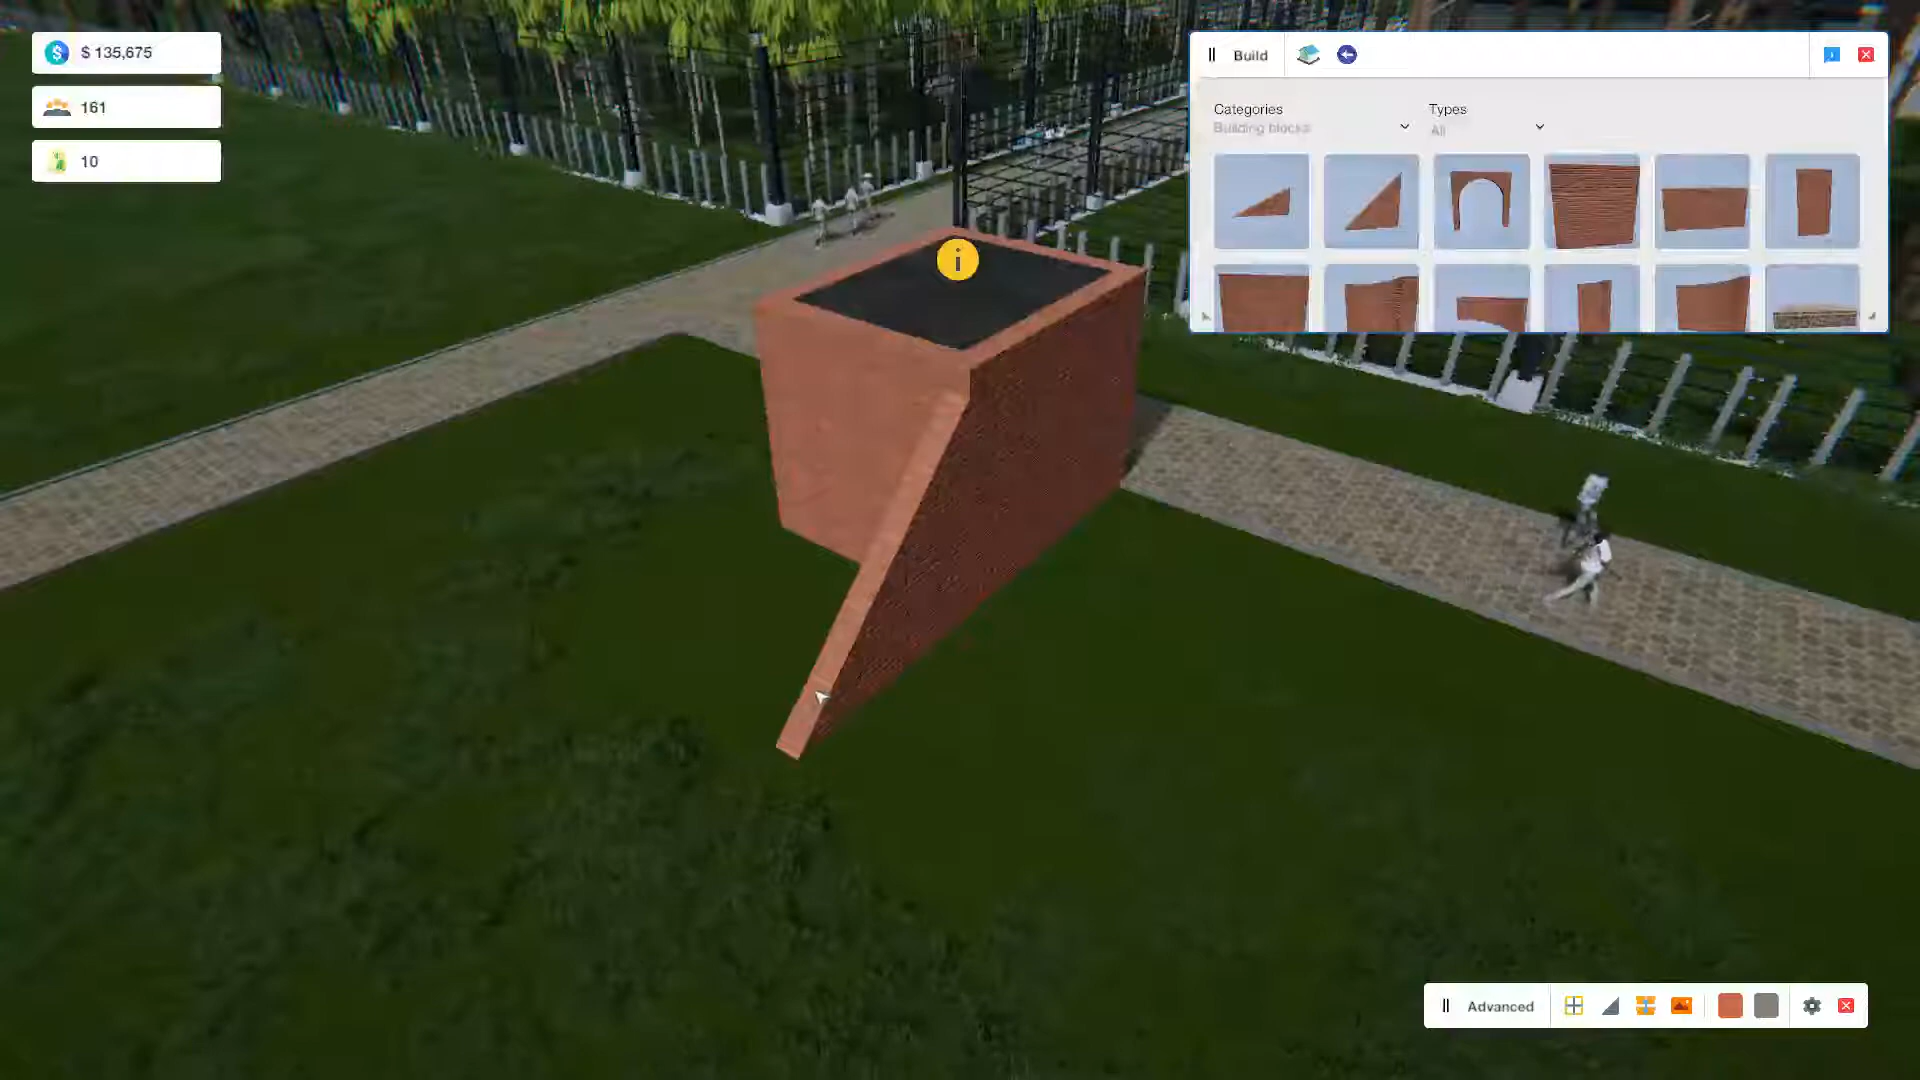 $ 135,675
161
10
Build
Categories
Types
Building blocks
All
Advanced